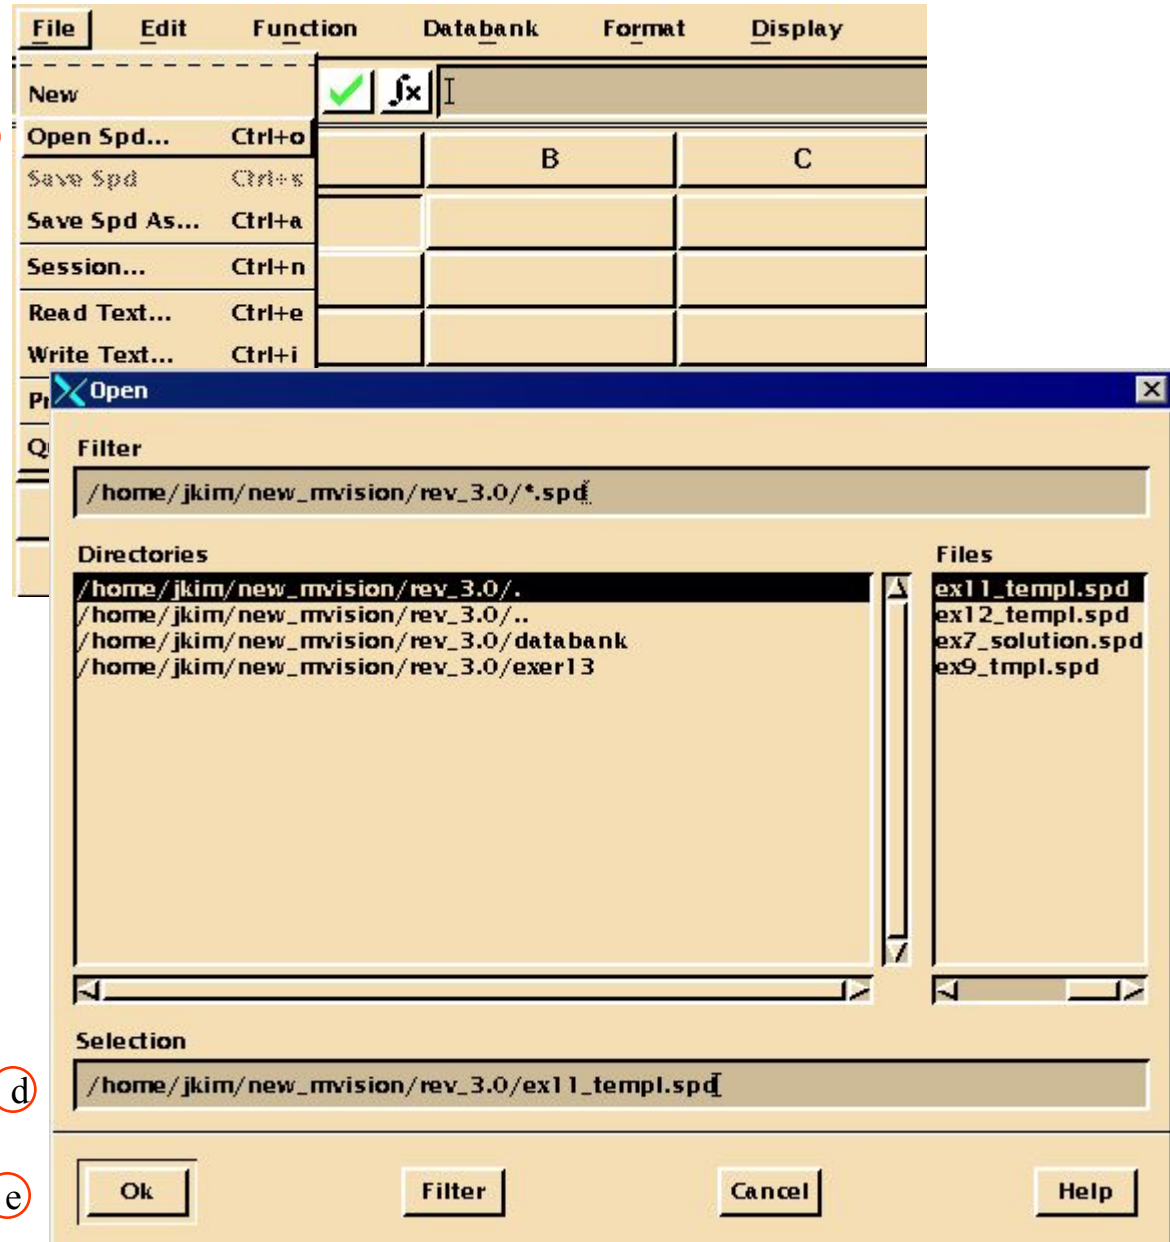 File Edit Function Databank Format Display
New
Open Spd... Ctrl+o
Save Spd Ctrl+s
Save Spd As... Ctrl+a
Session... Ctrl+n
Read Text... Ctrl+e
Write Text... Ctrl+i
fx
B C
Open
Filter
/home/jkim/new_mvision/rev_3.0/*.spd
Directories
/home/jkim/new_mvision/rev_3.0/.
/home/jkim/new_mvision/rev_3.0/..
/home/jkim/new_mvision/rev_3.0/databank
/home/jkim/new_mvision/rev_3.0/exer13
Files
ex11_templ.spd
ex12_templ.spd
ex7_solution.spd
ex9_tmpl.spd
Selection
d
/home/jkim/new_mvision/rev_3.0/ex11_templ.spd
e
Ok Filter Cancel Help